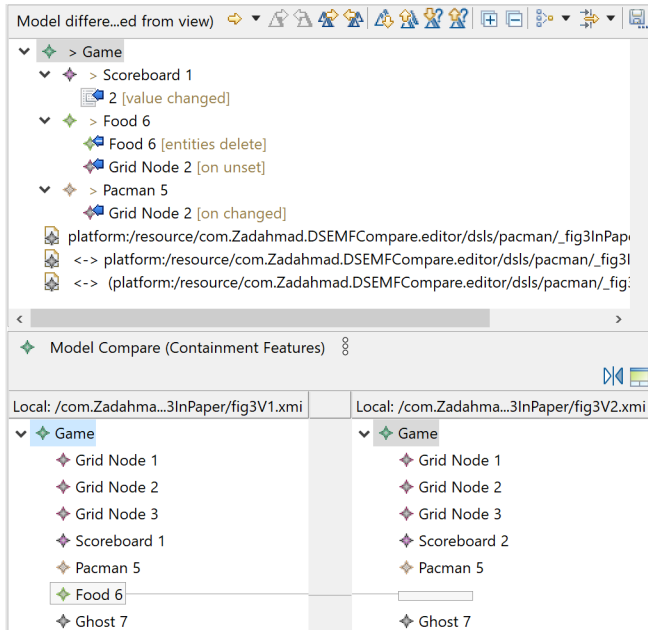 Model differe...ed from view)
> Game
> Scoreboard 1
2 [value changed]
> Food 6
Food 6 [entities delete]
Grid Node 2 [on unset]
> Pacman 5
Grid Node 2 [on changed]
platform:/resource/com.Zadahmad.DSEMFCompare.editor/dsls/pacman/_fig3InPape
<-> platform:/resource/com.Zadahmad.DSEMFCompare.editor/dsls/pacman/_fig3I
<-> (platform:/resource/com.Zadahmad.DSEMFCompare.editor/dsls/pacman/_fig3
Model Compare (Containment Features)
Local: /com.Zadahma...3InPaper/fig3V1.xmi Local: /com.Zadahma...3InPaper/fig3V2.xmi
Game Game
Grid Node 1 Grid Node 1
Grid Node 2 Grid Node 2
Grid Node 3 Grid Node 3
Scoreboard 1 Scoreboard 2
Pacman 5 Pacman 5
Food 6
Ghost 7 Ghost 7